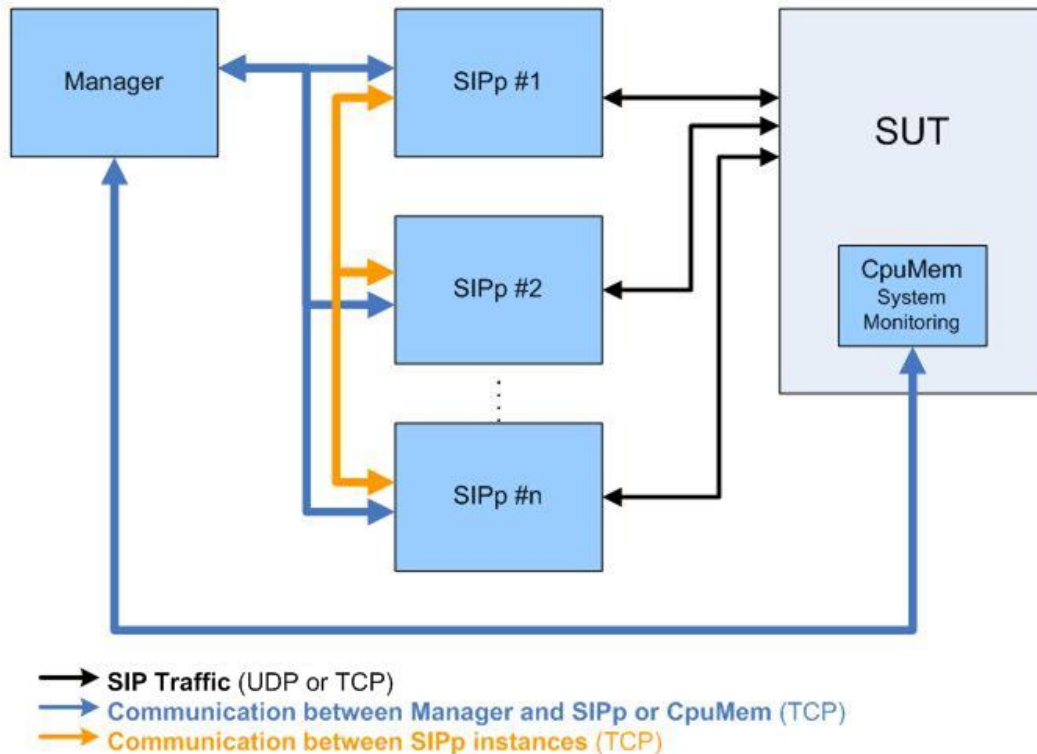 Manager
SIPp #1
SUT
SIPp #2
CpuMem
System
Monitoring
SIPp #n
SIP Traffic (UDP or TCP)
Communication between Manager and SIPp or CpuMem (TCP)
Communication between SIPp instances (TCP)